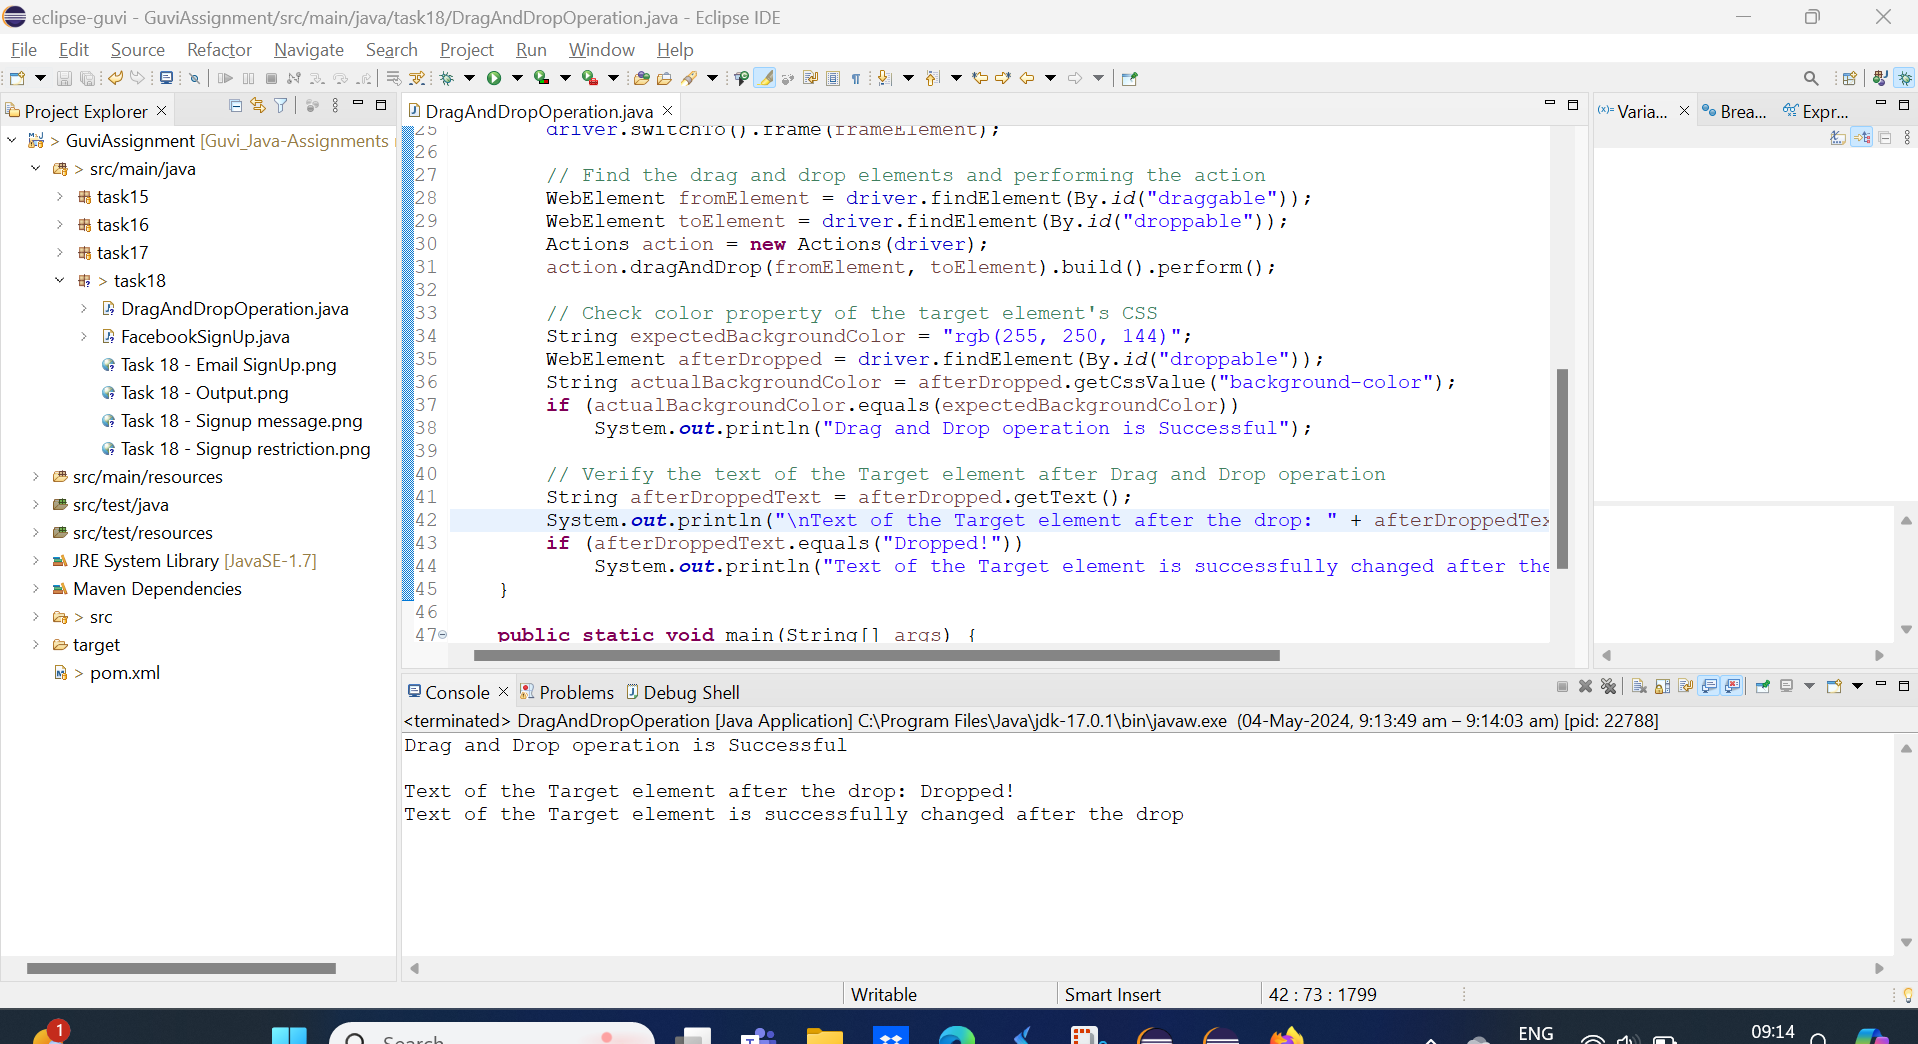 eclipse-guvi - GuviAssignment/src/main/java/task18/DragAndDropOperation.java - Eclipse IDE
File Edit Source Refactor Navigate Search Project Run Window Help
Project Explorer
GuviAssignment [Guvi_Java-Assignments
src/main/java
task15
task16
task17
> task18
DragAndDropOperation.java
FacebookSignUp.java
Task 18 - Email SignUp.png
Task 18 - Output.png
Task 18 - Signup message.png
Task 18 - Signup restriction.png
src/main/resources
src/test/java
src/test/resources
JRE System Library [JavaSE-1.7]
Maven Dependencies
> src
target
> pom.xml
DragAndDropOperation.java
25 driver.switchTo().frame(frameElement);
26
27 // Find the drag and drop elements and performing the action
28 WebElement fromElement = driver.findElement(By.id("draggable"));
29 WebElement toElement = driver.findElement(By.id("droppable"));
30 Actions action = new Actions(driver);
31 action.dragAndDrop(fromElement, toElement).build().perform();
32
33 // Check color property of the target element's CSS
34 String expectedBackgroundColor = "rgb(255, 250, 144)";
35 WebElement afterDropped = driver.findElement(By.id("droppable"));
36 String actualBackgroundColor = afterDropped.getCssValue("background-color");
37 if (actualBackgroundColor.equals(expectedBackgroundColor))
38 System.out.println("Drag and Drop operation is Successful");
39
40 // Verify the text of the Target element after Drag and Drop operation
41 String afterDroppedText = afterDropped.getText();
42 System.out.println("\nText of the Target element after the drop: " + afterDroppedTex
43 if (afterDroppedText.equals("Dropped!"))
44 System.out.println("Text of the Target element is successfully changed after the
45 }
46
47 public static void main(String[] args) {
Varia... Brea... Expr...
Console Problems Debug Shell
<terminated> DragAndDropOperation [Java Application] C:\Program Files\Java\jdk-17.0.1\bin\javaw.exe (04-May-2024, 9:13:49 am – 9:14:03 am) [pid: 22788]
Drag and Drop operation is Successful
Text of the Target element after the drop: Dropped!
Text of the Target element is successfully changed after the drop
Writable Smart Insert 42 : 73 : 1799
1 Search ENG 09:14